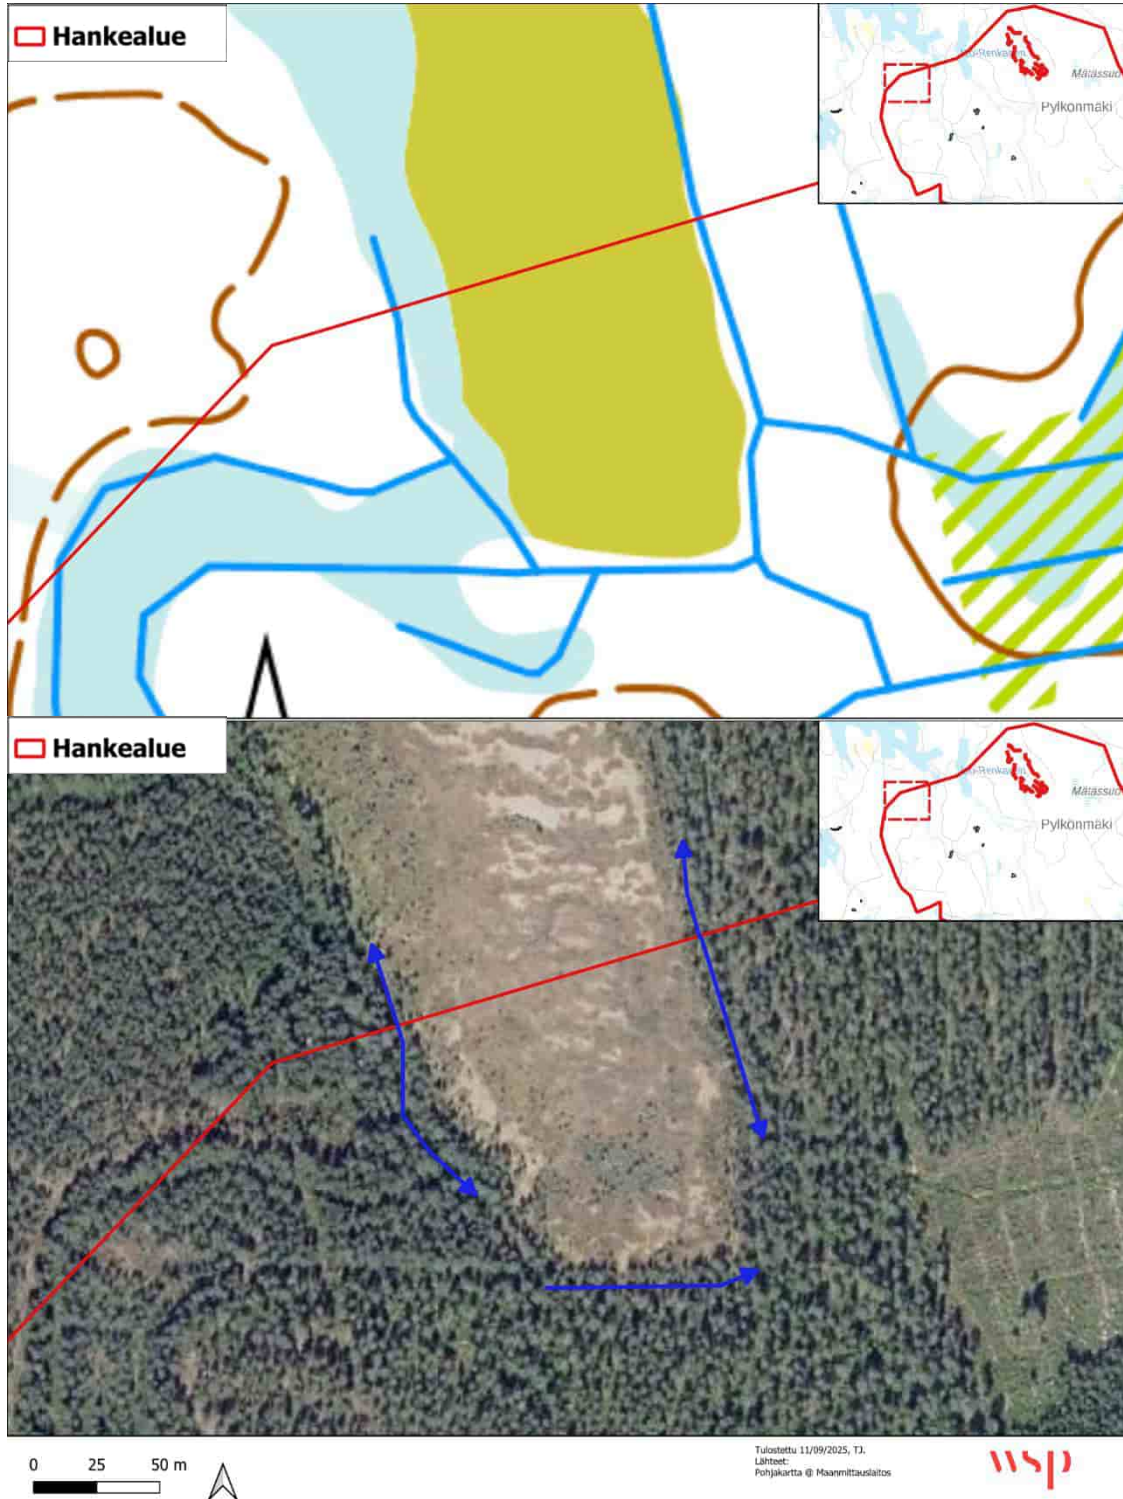 Hankealue
Mätässuo
Pylkönmäki
Hankealue
Mätässuo
Pylkönmäki
0 25 50 m
Tulostettu 11/09/2025, TJ.
Lähteet:
Pohjakartta @ Maanmittauslaitos
wsp